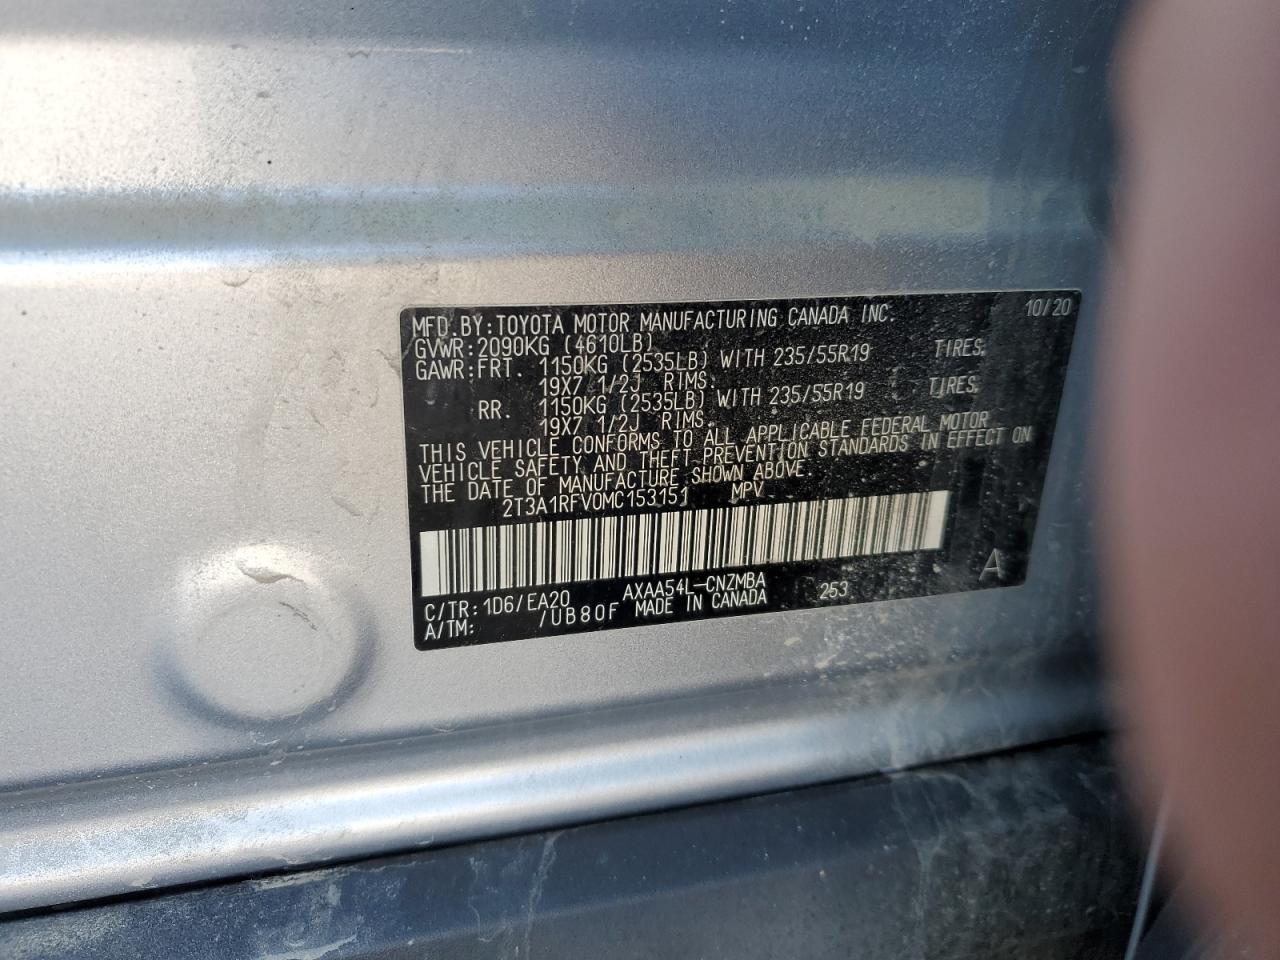 MFD.BY:TOYOTA MOTOR MANUFACTURING CANADA INC. 10/20
GVWR:2090KG (4610LB)
GAWR:FRT. 1150KG (2535LB) WITH 235/55R19 TIRES,
19X7 1/2J RIMS,
RR. 1150KG (2535LB) WITH 235/55R19 TIRES,
19X7 1/2J RIMS.
THIS VEHICLE CONFORMS TO ALL APPLICABLE FEDERAL MOTOR
VEHICLE SAFETY AND THEFT PREVENTION STANDARDS IN EFFECT ON
THE DATE OF MANUFACTURE SHOWN ABOVE.
2T3A1RFV0MC153151 MPV
C/TR:1D6/EA20 AXAA54L-CNZMBA 253 A
A/TM: /UB80F MADE IN CANADA